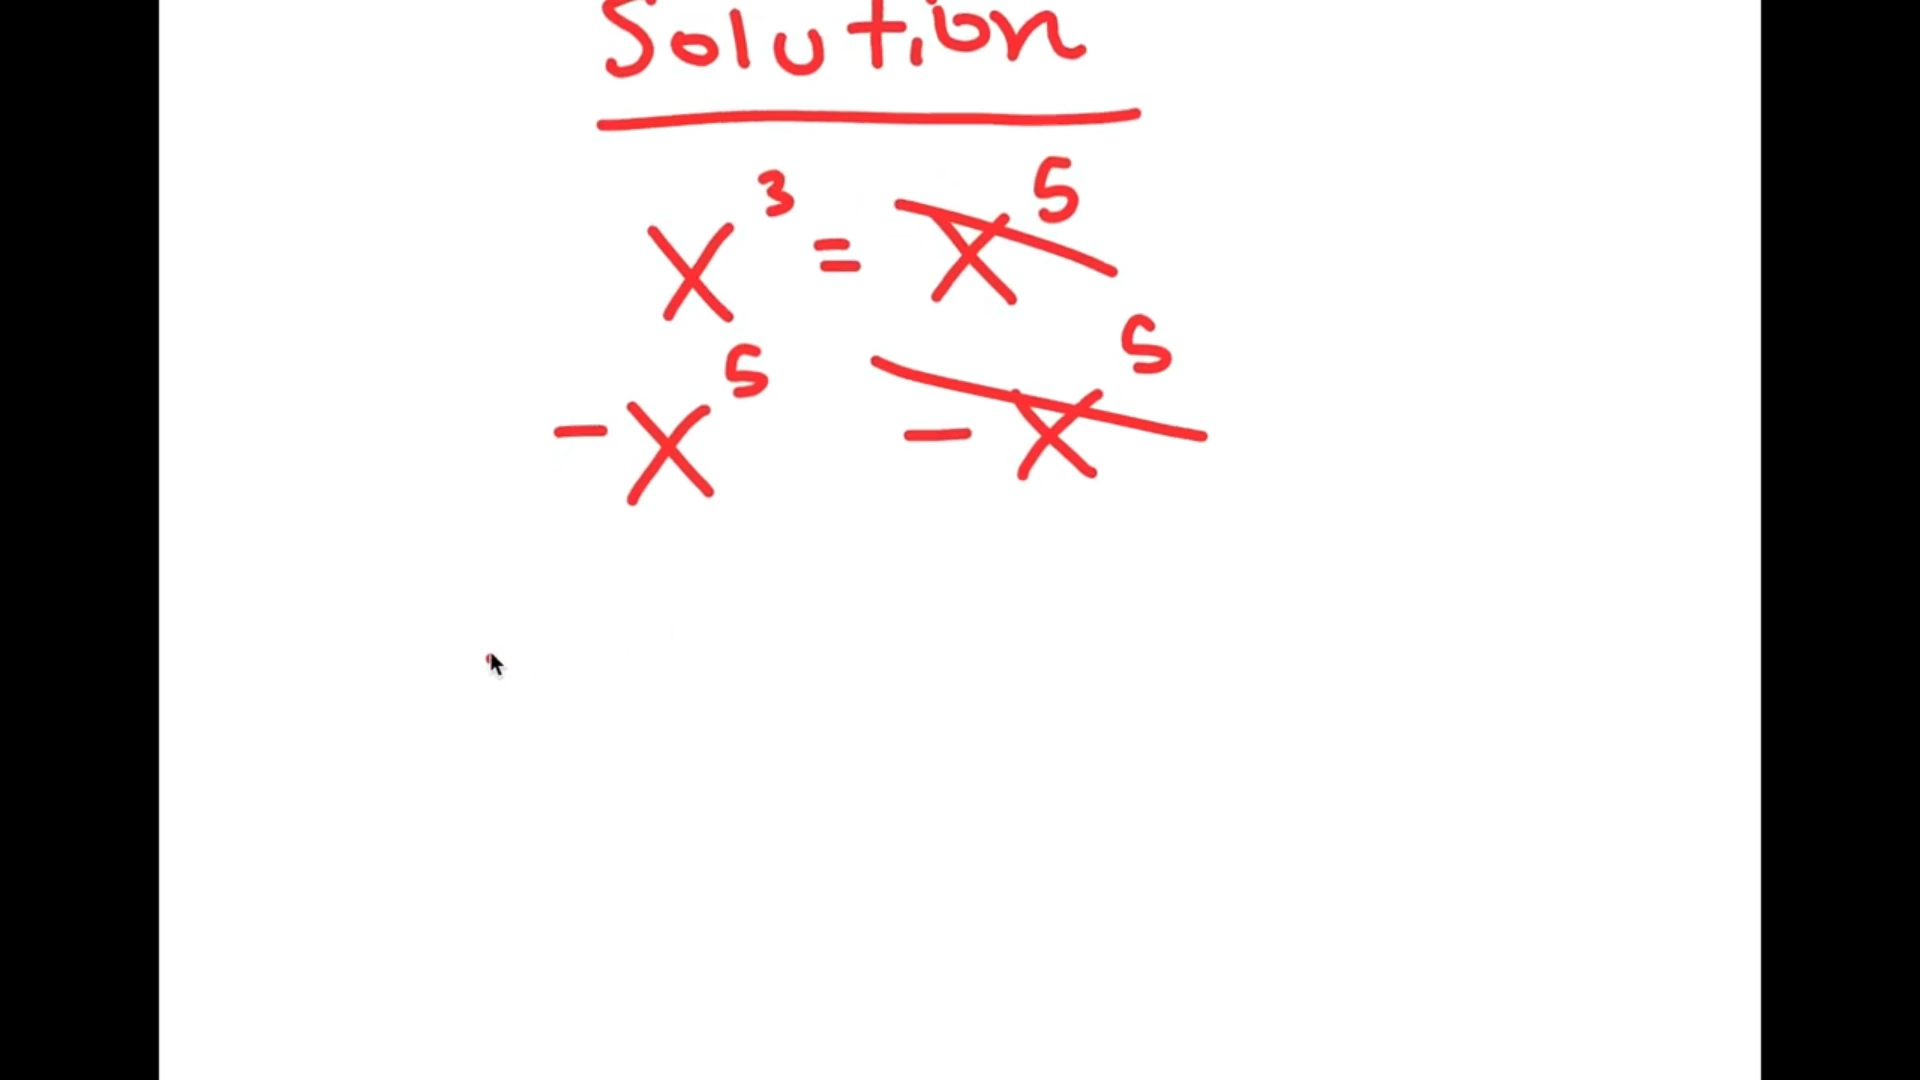 Solution
x³ = x⁵
-x⁵ -x⁵